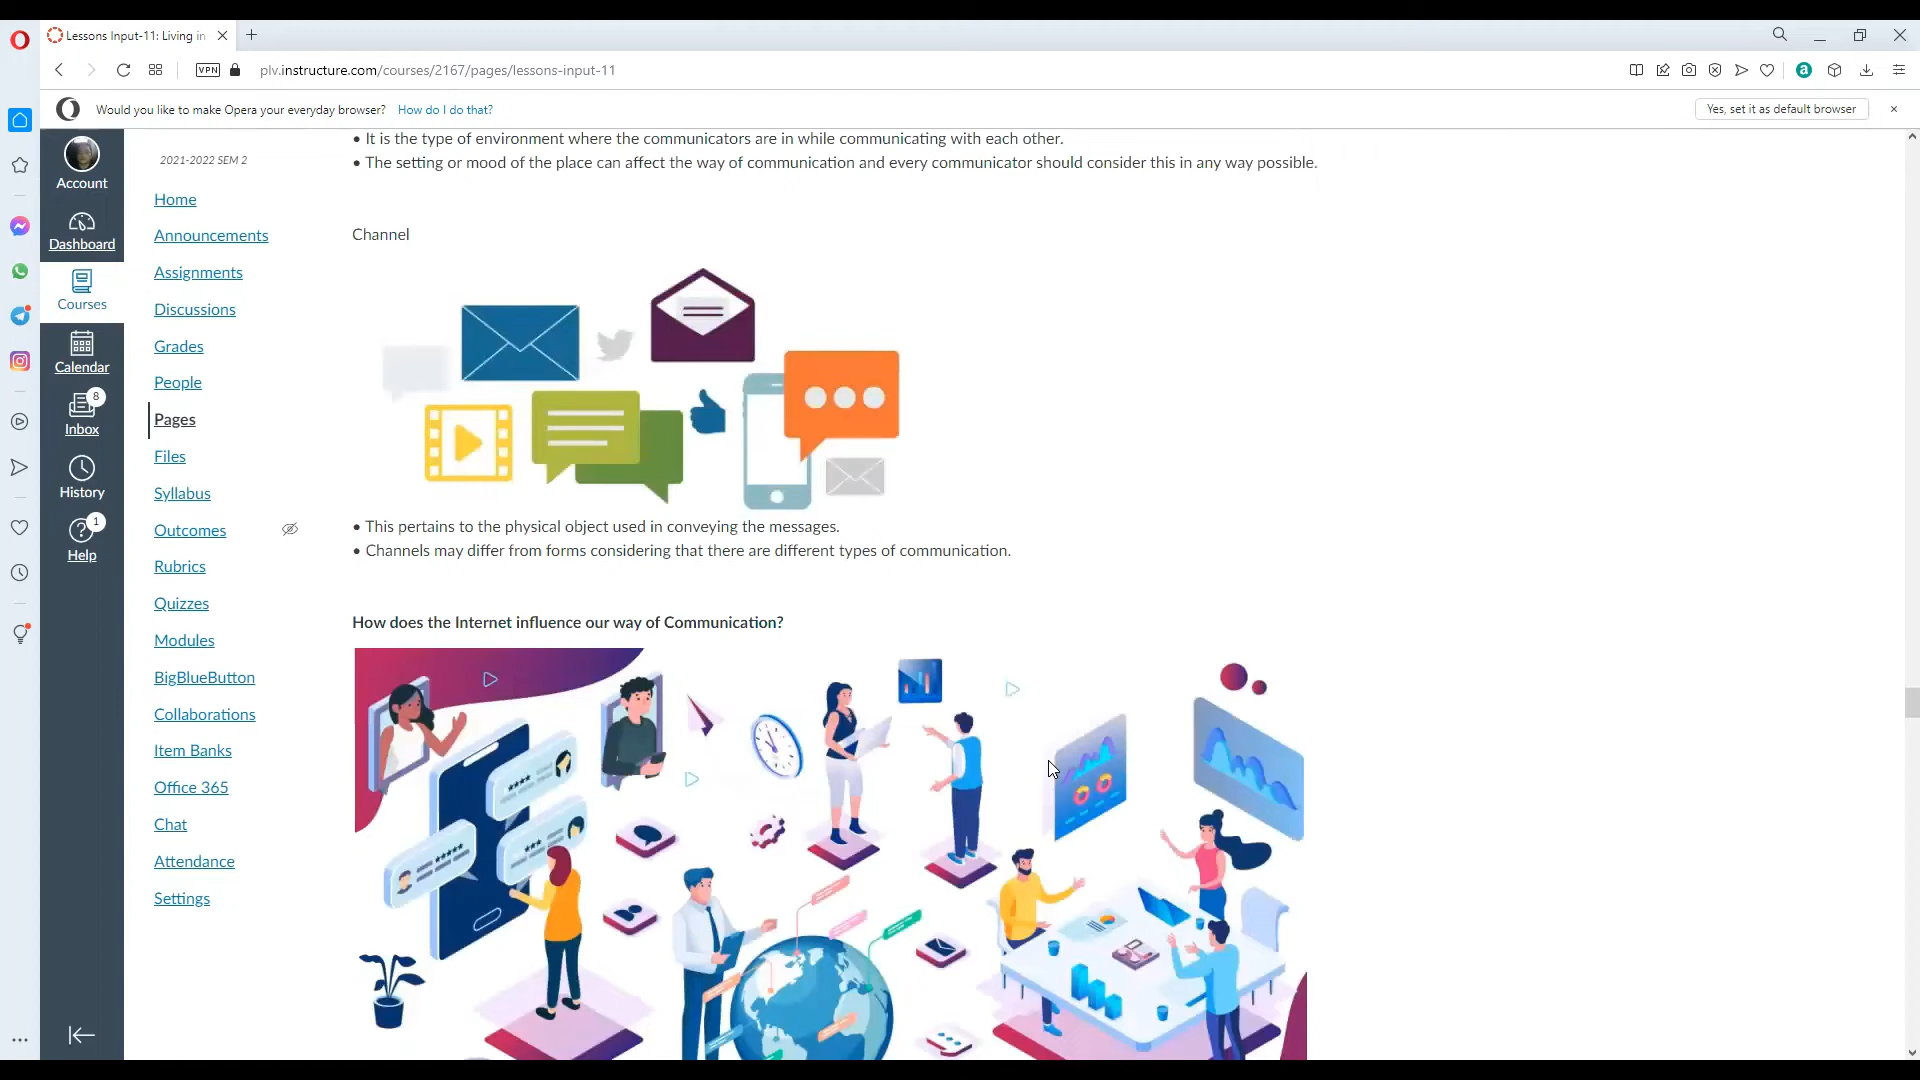 Lessons Input-11: Living in
VPN
plv.instructure.com/courses/2167/pages/lessons-input-11
Would you like to make Opera your everyday browser? How do I do that?
Yes, set it as default browser
Account
Dashboard
Courses
Calendar
8
Inbox
History
1
Help
2021-2022 SEM 2
Home
Announcements
Assignments
Discussions
Grades
People
Pages
Files
Syllabus
Outcomes
Rubrics
Quizzes
Modules
BigBlueButton
Collaborations
Item Banks
Office 365
Chat
Attendance
Settings
• It is the type of environment where the communicators are in while communicating with each other.
• The setting or mood of the place can affect the way of communication and every communicator should consider this in any way possible.
Channel
• This pertains to the physical object used in conveying the messages.
• Channels may differ from forms considering that there are different types of communication.
How does the Internet influence our way of Communication?